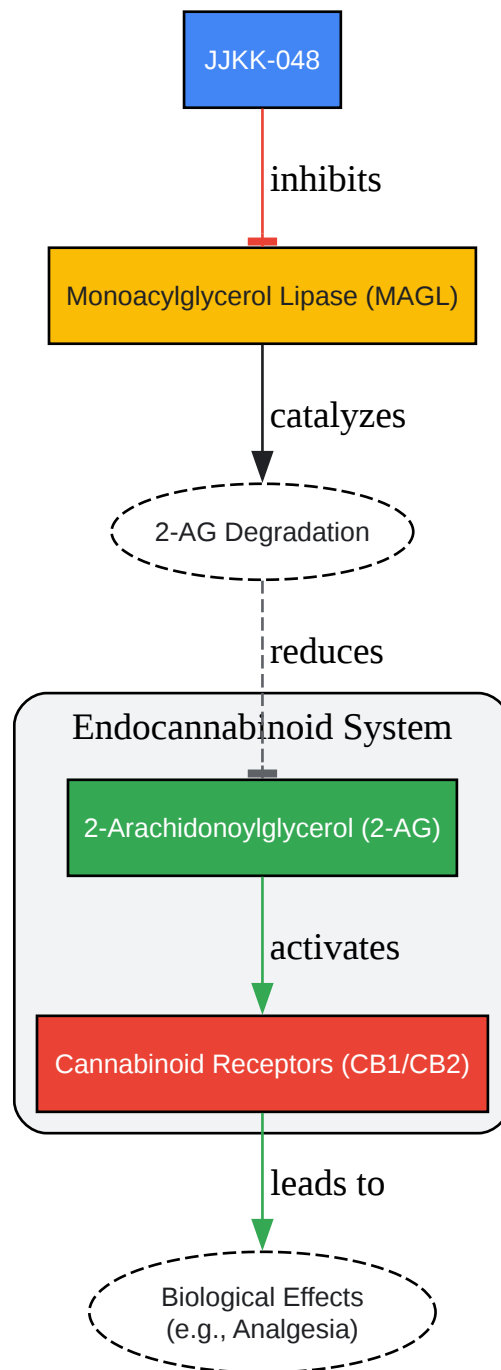 JJKK-048
inhibits
Monoacylglycerol Lipase (MAGL)
catalyzes
2-AG Degradation
reduces
Endocannabinoid System
2-Arachidonoylglycerol (2-AG)
activates
Cannabinoid Receptors (CB1/CB2)
leads to
Biological Effects
(e.g., Analgesia)